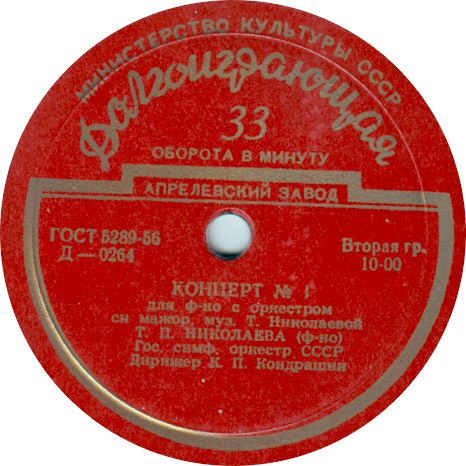 МИНИСТЕРСТВО КУЛЬТУРЫ СССР
Долгоиграющая
33
ОБОРОТА В МИНУТУ
АПРЕЛЕВСКИЙ ЗАВОД
ГОСТ 5289-56
Д—0264
Вторая гр.
10-00
КОНЦЕРТ № 1
для ф-но с оркестром
си мажор, муз. Т. Николаевой
Т. П. НИКОЛАЕВА (ф-но)
Гос. симф. оркестр СССР
Дирижер К. П. Кондрашин